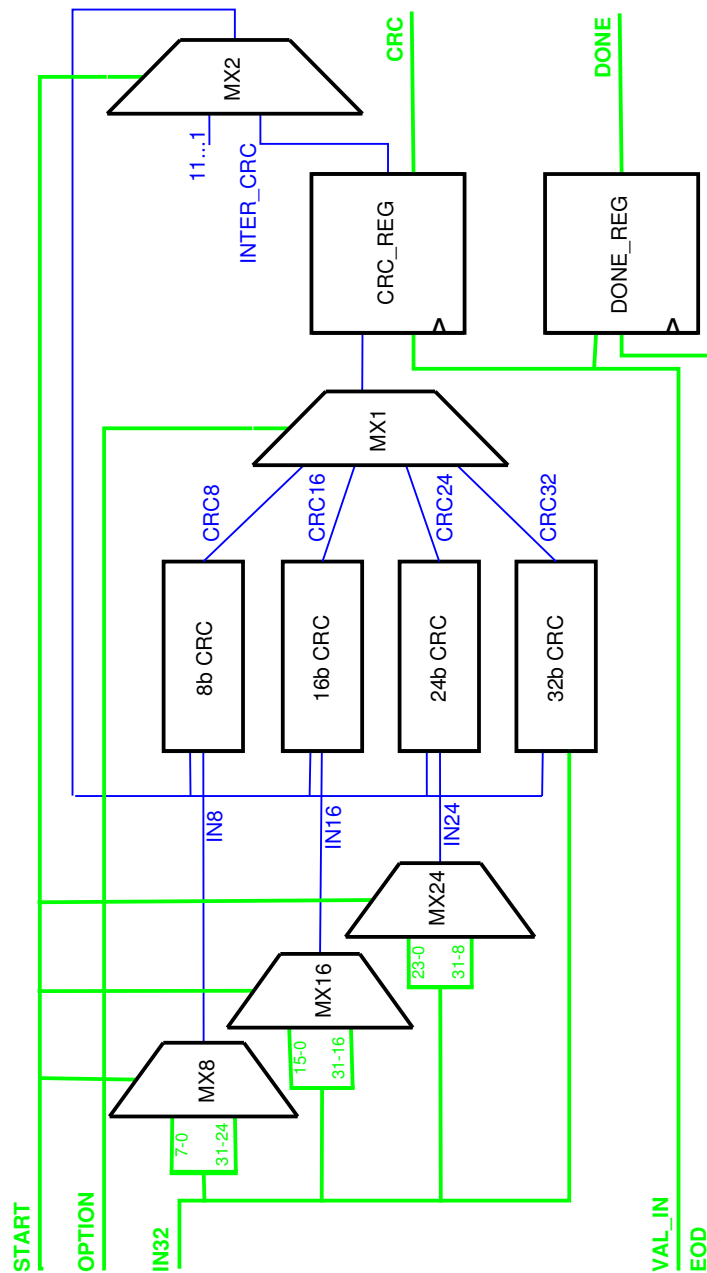 START
OPTION
IN32
VAL_IN
EOD
7-0
31-24
MX8
15-0
31-16
MX16
23-0
31-8
MX24
IN8
IN16
IN24
8b CRC
16b CRC
24b CRC
32b CRC
CRC8
CRC16
CRC24
CRC32
MX1
11...1
INTER_CRC
MX2
CRC_REG
DONE_REG
CRC
DONE